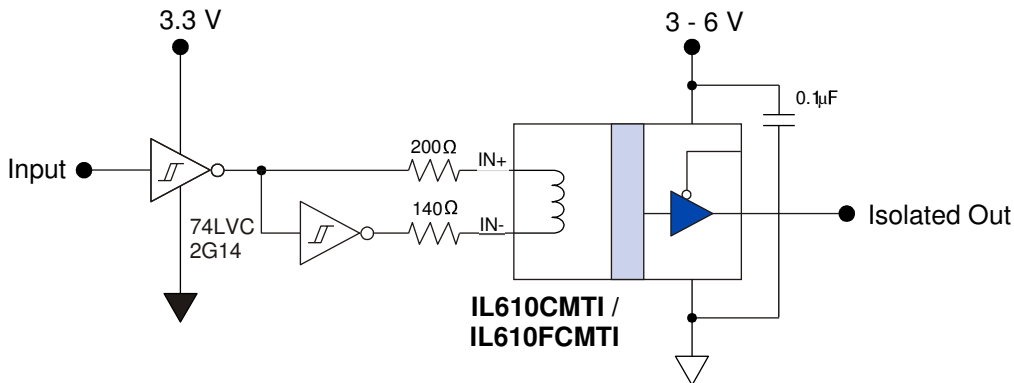 3.3 V
3 - 6 V
0.1µF
Input
200Ω
IN+
140Ω
IN-
74LVC
2G14
Isolated Out
IL610CMTI /
IL610FCMTI